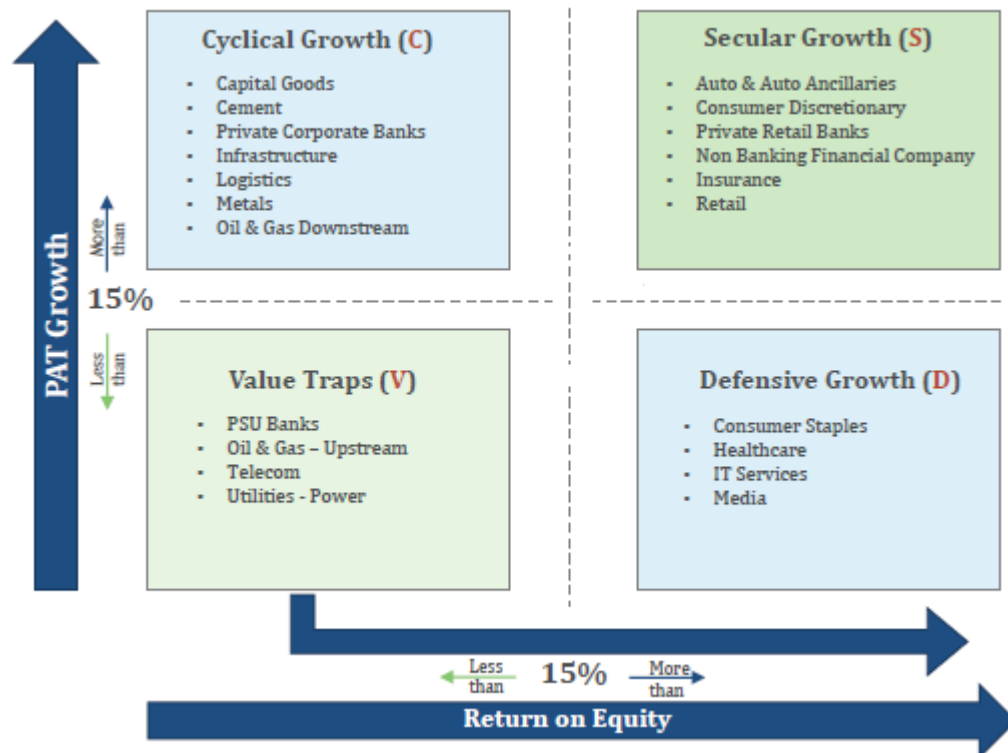 Cyclical Growth (C)
▪ Capital Goods
▪ Cement
▪ Private Corporate Banks
▪ Infrastructure
▪ Logistics
▪ Metals
▪ Oil & Gas Downstream
Secular Growth (S)
▪ Auto & Auto Ancillaries
▪ Consumer Discretionary
▪ Private Retail Banks
▪ Non Banking Financial Company
▪ Insurance
▪ Retail
PAT Growth
More
than
15%
Less
than
Value Traps (V)
▪ PSU Banks
▪ Oil & Gas – Upstream
▪ Telecom
▪ Utilities - Power
Defensive Growth (D)
▪ Consumer Staples
▪ Healthcare
▪ IT Services
▪ Media
Less
than
15%
More
than
Return on Equity